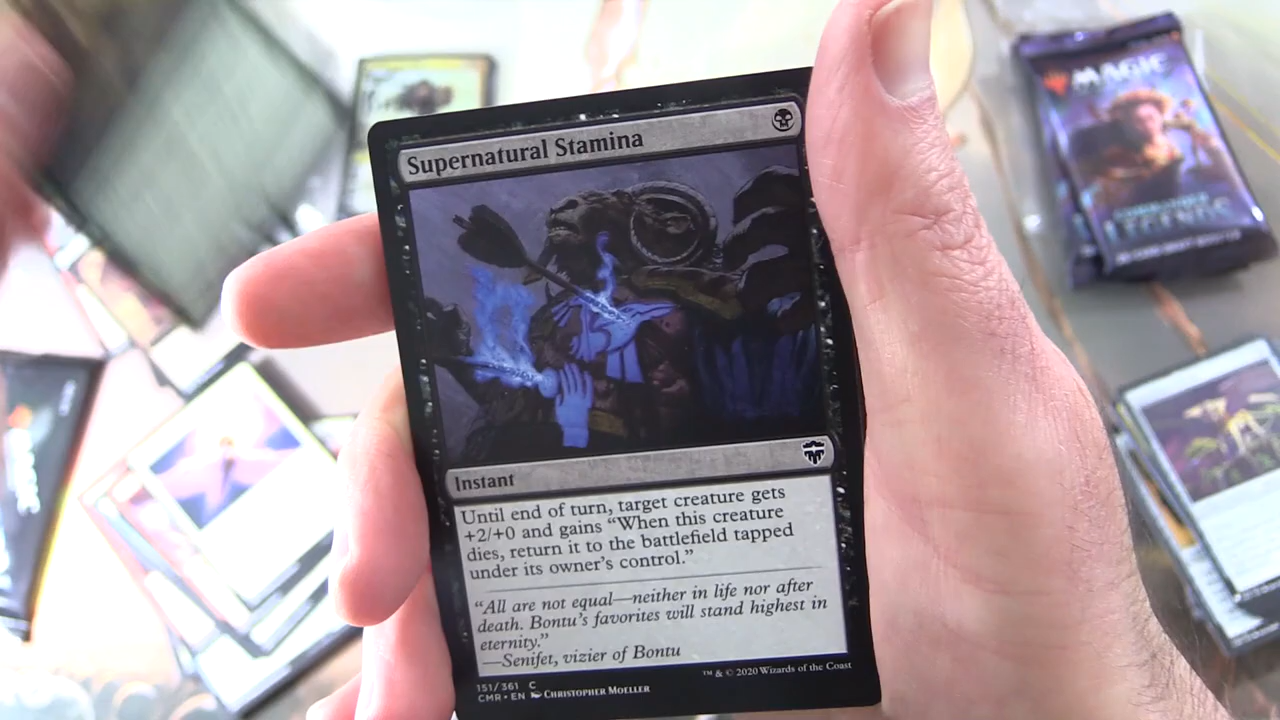 Supernatural Stamina
Instant
Until end of turn, target creature gets
+2/+0 and gains “When this creature
dies, return it to the battlefield tapped
under its owner’s control.”
“All are not equal—neither in life nor after
death. Bontu’s favorites will stand highest in
eternity.”
—Senifet, vizier of Bontu
151/361 C
CMR • EN Christopher Moeller
™ & © 2020 Wizards of the Coast
MAGIC
LEGENDS